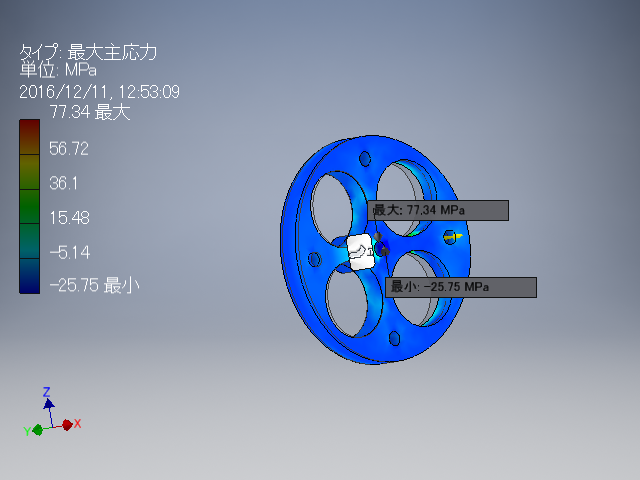 タイプ: 最大主応力
単位: MPa
2016/12/11, 12:53:09
77.34 最大
56.72
36.1
15.48
-5.14
-25.75 最小
最大: 77.34 MPa
最小: -25.75 MPa
Z
Y
X